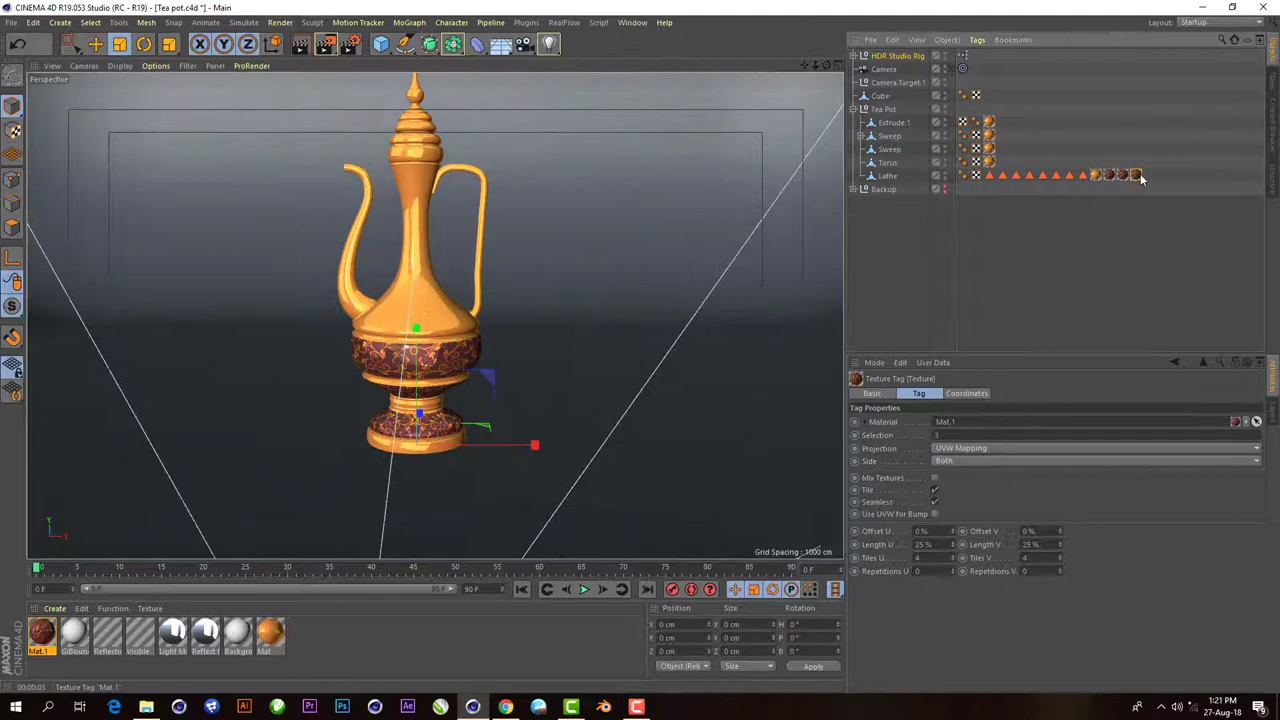 CINEMA 4D R19.053 Studio (RC - R19) - [Tea pot.c4d *] - Main
File Edit Create Select Tools Mesh Snap Animate Simulate Render Sculpt Motion Tracker MoGraph Character Pipeline Plugins RealFlow Script Window Help
Layout: Startup
View Cameras Display Options Filter Panel ProRender
Perspective
File Edit View Objects Tags Bookmarks
HDR Studio Rig
Camera
Camera.Target.1
Cube
Tea Pot
Extrude.1
Sweep
Sweep
Torus
Lathe
Backup
Mode Edit User Data
Texture Tag [Texture]
Basic Tag Coordinates
Tag Properties
Material Mat.1
Selection 3
Projection UVW Mapping
Side Both
Mix Textures
Tile
Seamless
Use UVW for Bump
Offset U 0 % Offset V 0 %
Length U 25 % Length V 25 %
Tiles U 4 Tiles V 4
Repetitions U 0 Repetitions V 0
Y
X
Grid Spacing : 1000 cm
0 5 10 15 20 25 30 35 40 45 50 55 60 65 70 75 80 85 90 0 F
0 F 90 F
Create Edit Function Texture
Position Size Rotation
X 0 cm X 0 cm H 0 °
Y 0 cm Y 0 cm P 0 °
Z 0 cm Z 0 cm B 0 °
Object (Rel) Size Apply
Mat.1 GIBoun Reflecti Visible Light M Reflect Backgro Mat
MAXON CINEMA 4D
00:00:03 Texture Tag "Mat.1"
1:21 PM
27-Aug-18